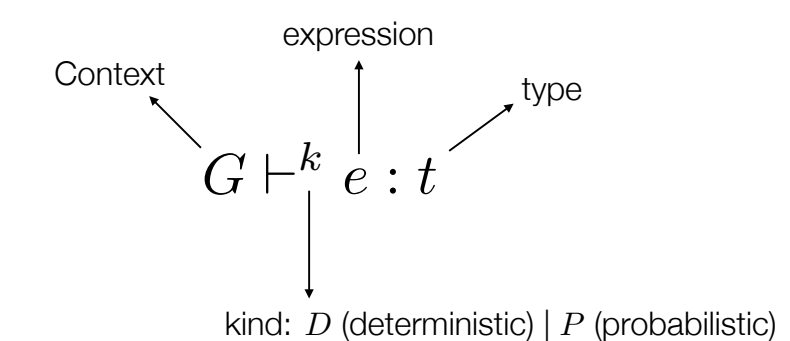 expression
Context
type
G ⊢ᵏ e : t
kind: D (deterministic) | P (probabilistic)